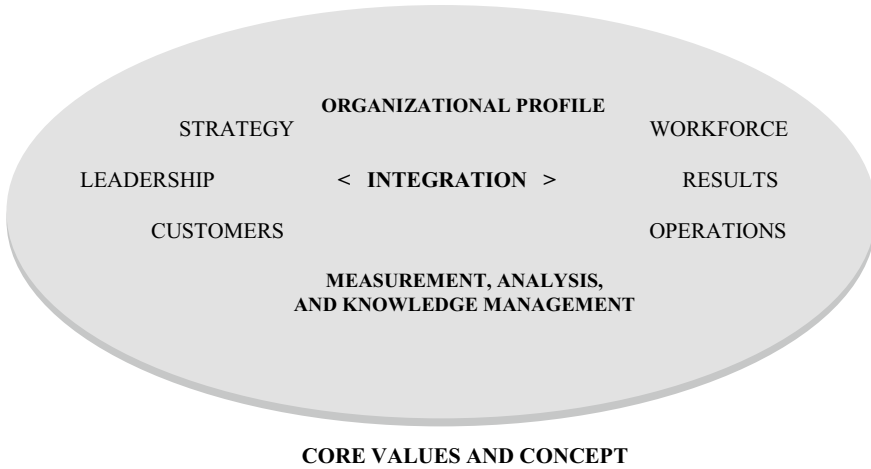 ORGANIZATIONAL PROFILE
STRATEGY
WORKFORCE
LEADERSHIP
< INTEGRATION >
RESULTS
CUSTOMERS
OPERATIONS
MEASUREMENT, ANALYSIS,
AND KNOWLEDGE MANAGEMENT
CORE VALUES AND CONCEPT